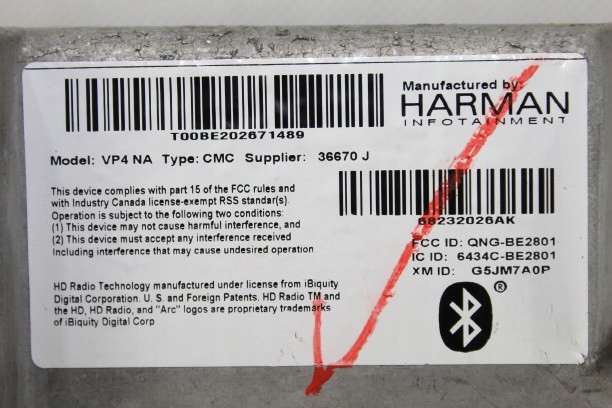 Manufactured by:
HARMAN
INFOTAINMENT
T00BE202671489
Model: VP4 NA Type: CMC Supplier: 36670 J
68232026AK
This device complies with part 15 of the FCC rules and
with Industry Canada license-exempt RSS standar(s).
Operation is subject to the following two conditions:
(1) This device may not cause harmful interference, and
(2) This device must accept any interference received
Including interference that may cause undesired operation
FCC ID: QNG-BE2801
IC ID: 6434C-BE2801
XM ID: G5JM7A0P
HD Radio Technology manufactured under license from iBiquity
Digital Corporation. U. S. and Foreign Patents. HD Radio TM and
the HD, HD Radio, and "Arc" logos are proprietary trademarks
of iBiquity Digital Corp
®